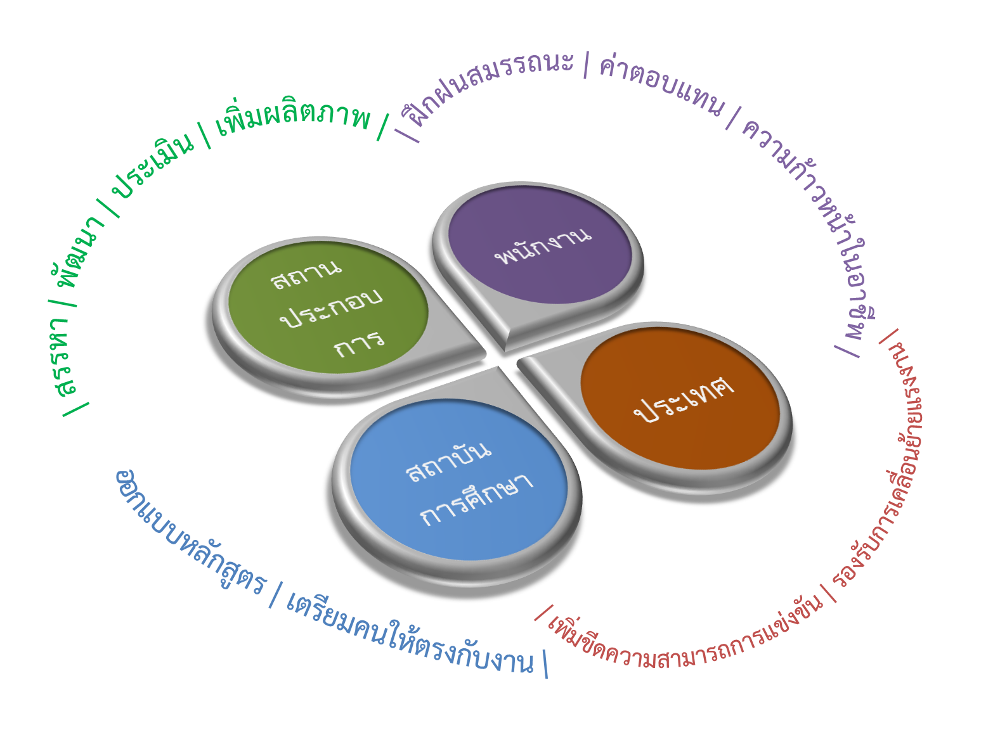 | สรรหา | พัฒนา | ประเมิน | เพิ่มผลิตภาพ |
| ฝึกฝนสมรรถนะ | ค่าตอบแทน | ความก้าวหน้าในอาชีพ |
พนักงาน
สถาน
ประกอบ
การ
ประเทศ
สถาบัน
การศึกษา
ออกแบบหลักสูตร | เตรียมคนให้ตรงกับงาน |
| เพิ่มขีดความสามารถการแข่งขัน | รองรับการเคลื่อนย้ายแรงงาน |